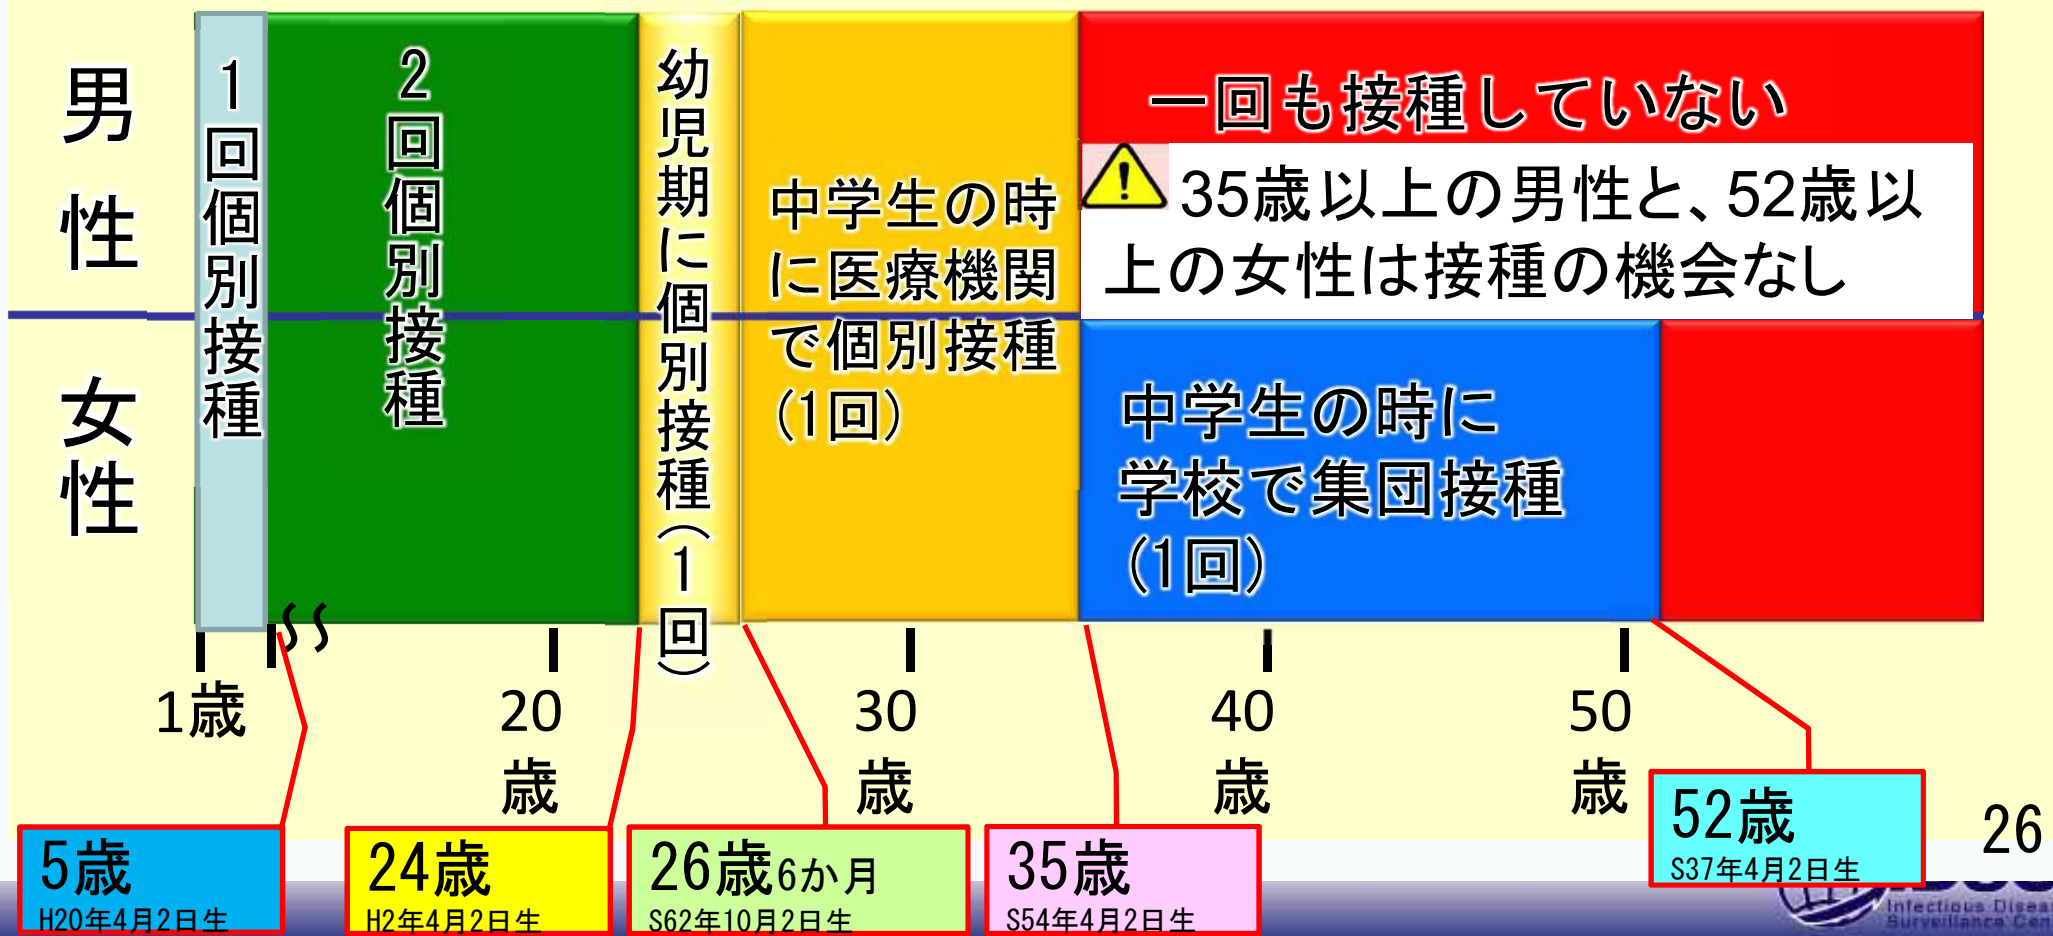 男性
女性
1回個別接種
2回個別接種
幼児期に個別接種(1回)
中学生の時
に医療機関
で個別接種
(1回)
一回も接種していない
35歳以上の男性と、52歳以
上の女性は接種の機会なし
中学生の時に
学校で集団接種
(1回)
1歳
20
歳
30
歳
40
歳
50
歳
5歳
H20年4月2日生
24歳
H2年4月2日生
26歳6か月
S62年10月2日生
35歳
S54年4月2日生
52歳
S37年4月2日生
26
Infectious Disea
Surveillance Cen